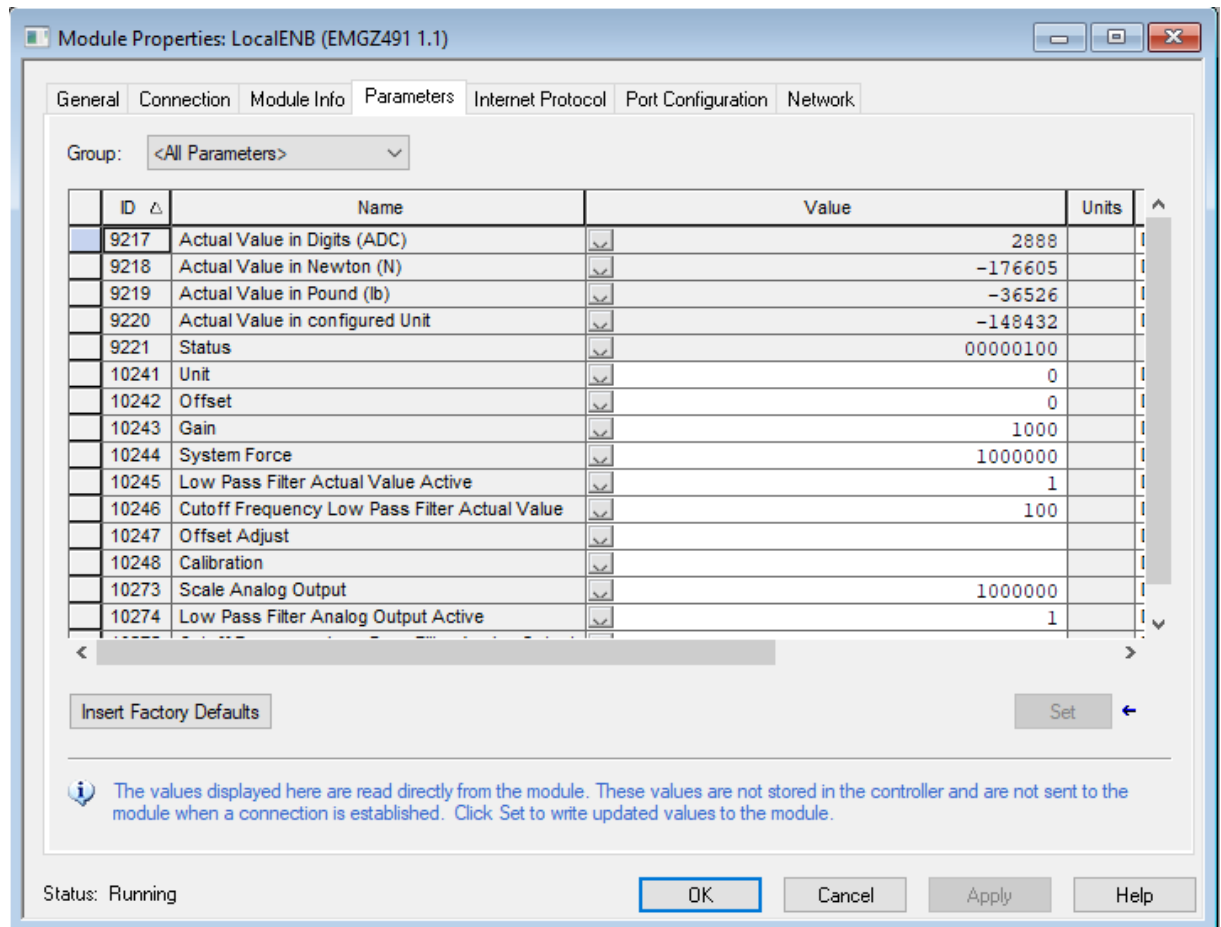 Module Properties: LocalENB (EMGZ491 1.1)
General Connection Module Info Parameters Internet Protocol Port Configuration Network
Group: <All Parameters>
ID Name Value Units
9217 Actual Value in Digits (ADC) 2888
9218 Actual Value in Newton (N) -176605
9219 Actual Value in Pound (lb) -36526
9220 Actual Value in configured Unit -148432
9221 Status 00000100
10241 Unit 0
10242 Offset 0
10243 Gain 1000
10244 System Force 1000000
10245 Low Pass Filter Actual Value Active 1
10246 Cutoff Frequency Low Pass Filter Actual Value 100
10247 Offset Adjust
10248 Calibration
10273 Scale Analog Output 1000000
10274 Low Pass Filter Analog Output Active 1
Insert Factory Defaults Set
The values displayed here are read directly from the module. These values are not stored in the controller and are not sent to the
module when a connection is established. Click Set to write updated values to the module.
Status: Running OK Cancel Apply Help